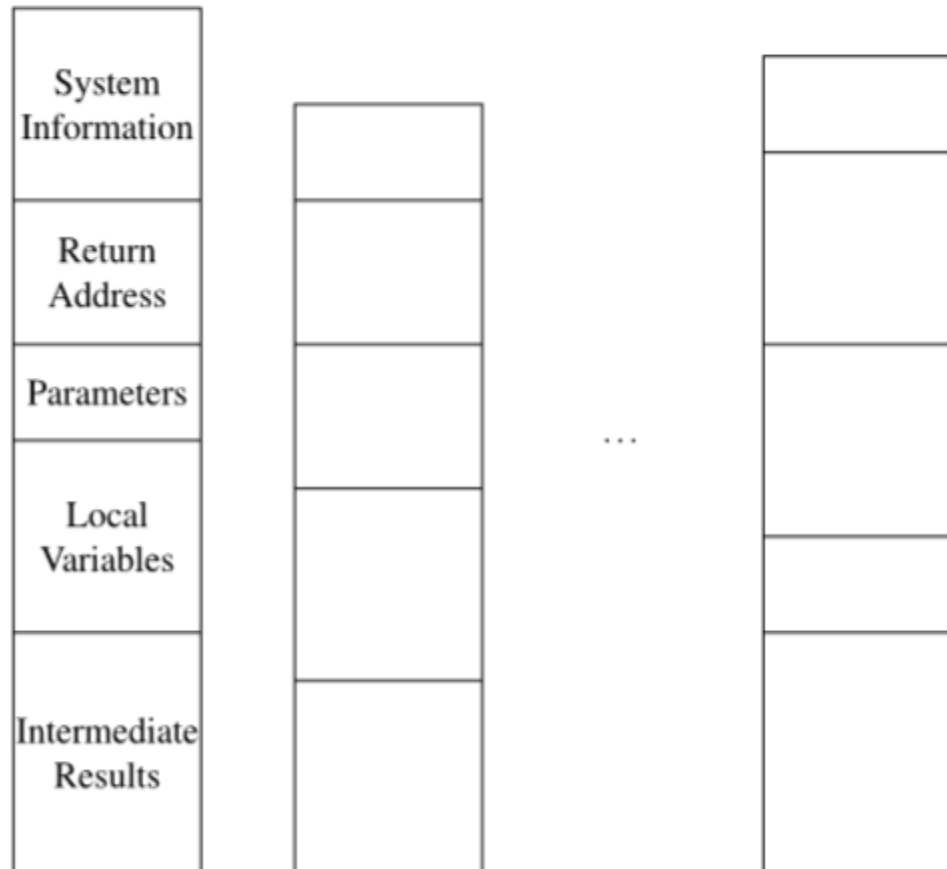 System
Information
Return
Address
Parameters
...
Local
Variables
Intermediate
Results